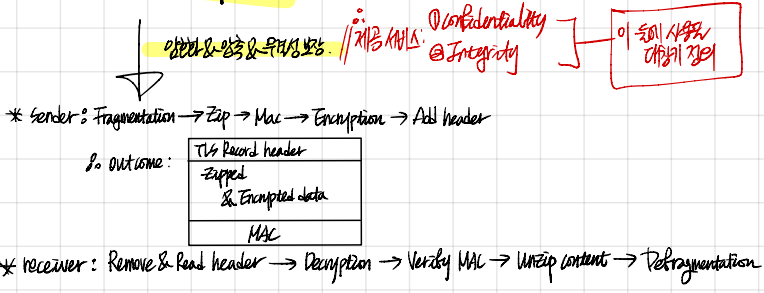 암호화&압축&무결성 보장. // 제공 서비스: ① Confidentiality
② Integrity
이 둘에 사용될 대칭키 정의
* Sender: Fragmentation → Zip → Mac → Encryption → Add header
outcome:
TLS Record header
Zipped
& Encrypted data
MAC
* receiver: Remove & Read header → Decryption → Verify MAC → Unzip content → Defragmentation